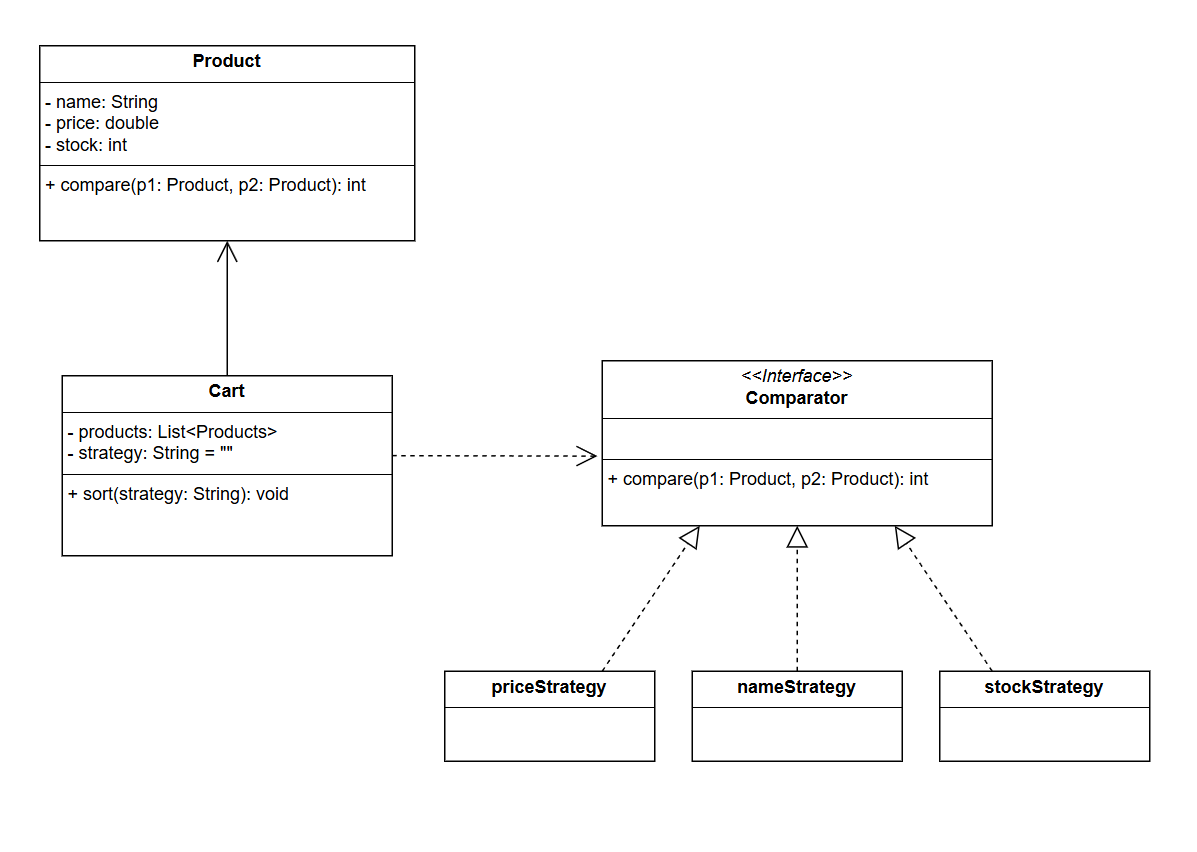 Product
- name: String
- price: double
- stock: int
+ compare(p1: Product, p2: Product): int
Cart
- products: List<Products>
- strategy: String = ""
+ sort(strategy: String): void
<<Interface>>
Comparator
+ compare(p1: Product, p2: Product): int
priceStrategy
nameStrategy
stockStrategy